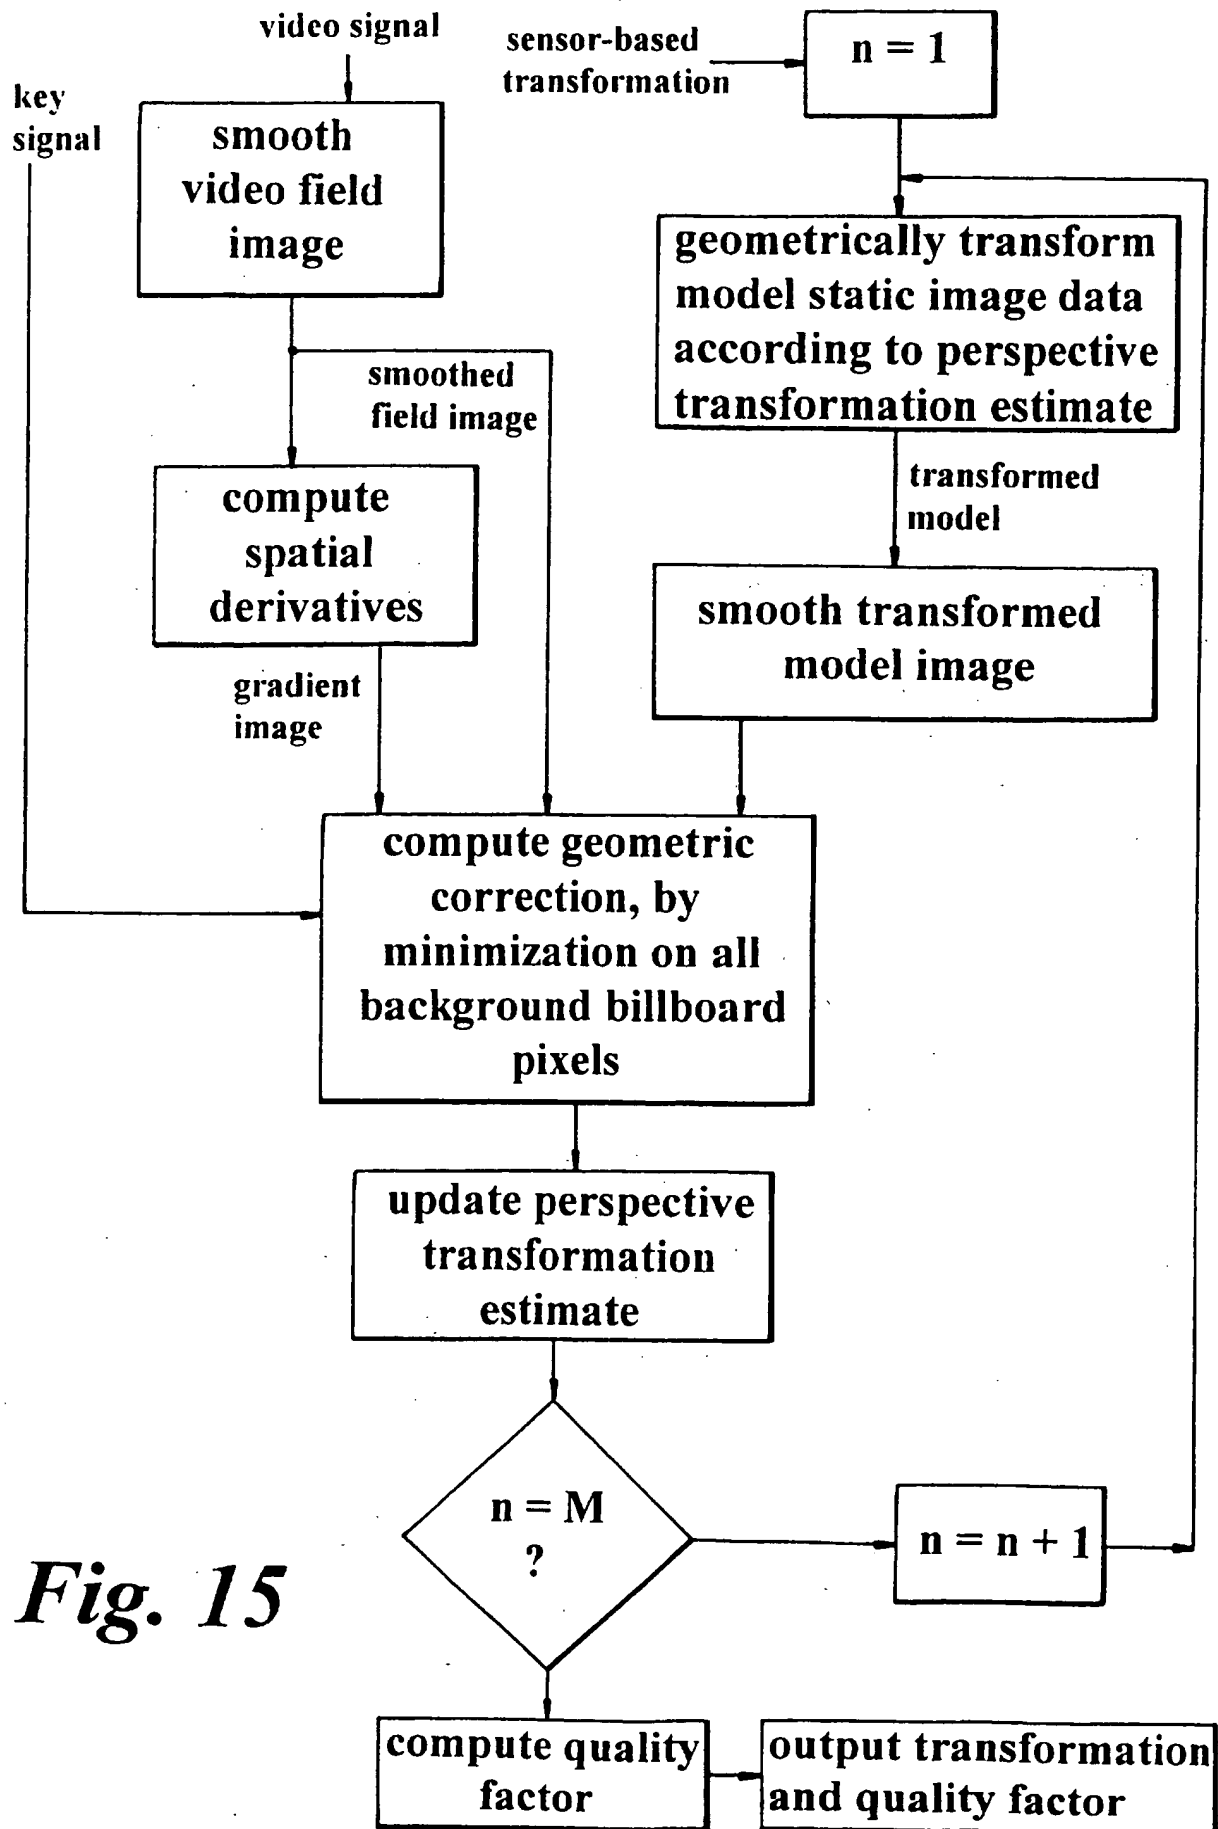 video signal
key
signal
smooth
video field
image
sensor-based
transformation
n = 1
geometrically transform
model static image data
according to perspective
transformation estimate
smoothed
field image
transformed
model
compute
spatial
derivatives
smooth transformed
model image
gradient
image
compute geometric
correction, by
minimization on all
background billboard
pixels
update perspective
transformation
estimate
n = M
?
n = n + 1
Fig. 15
compute quality
factor
output transformation
and quality factor